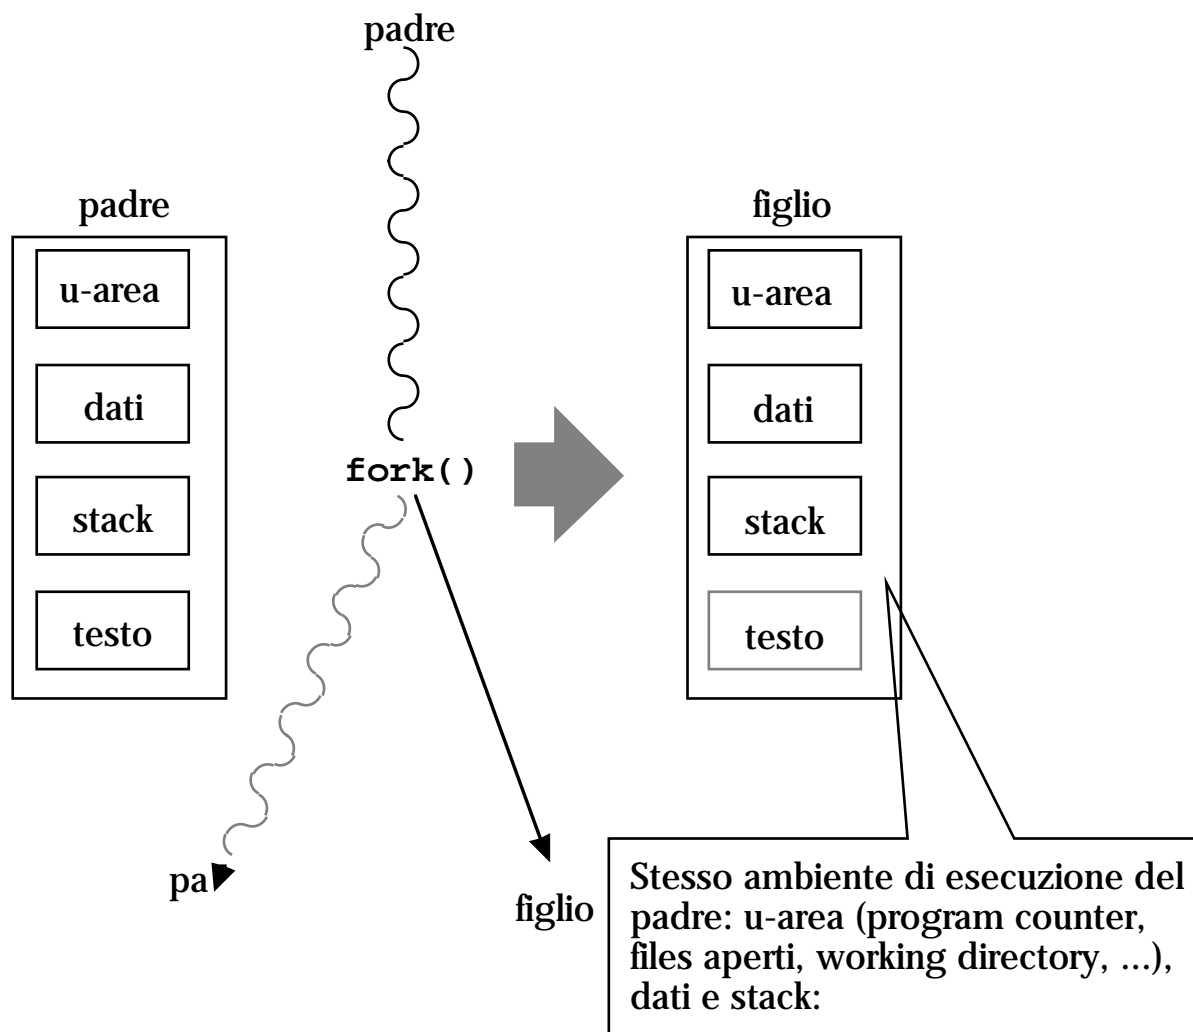 padre
padre
u-area
dati
stack
testo
fork()
pa
figlio
figlio
u-area
dati
stack
testo
Stesso ambiente di esecuzione del
padre: u-area (program counter,
files aperti, working directory, ...),
dati e stack: